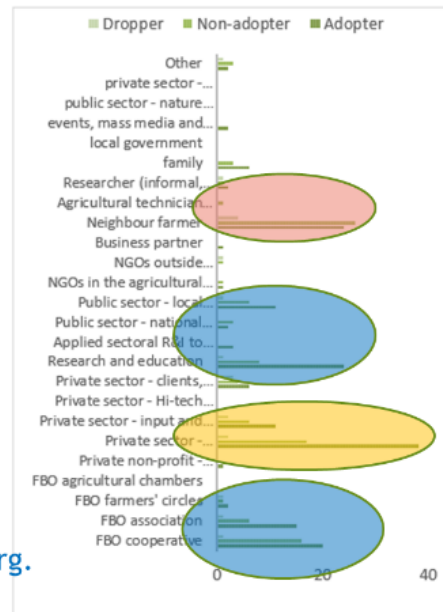 Dropper Non-adopter Adopter
Other
private sector -...
public sector - nature...
events, mass media and...
local government
family
Researcher (informal,...
Agricultural technician...
Neighbour farmer
Business partner
NGOs outside...
NGOs in the agricultural...
Public sector - local...
Public sector - national...
Applied sectoral R&I to...
Research and education
Private sector - clients,...
Private sector - Hi-tech...
Private sector - input and...
Private sector -...
Private non-profit -...
FBO agricultural chambers
FBO farmers' circles
FBO association
FBO cooperative
rg.
0 20 40